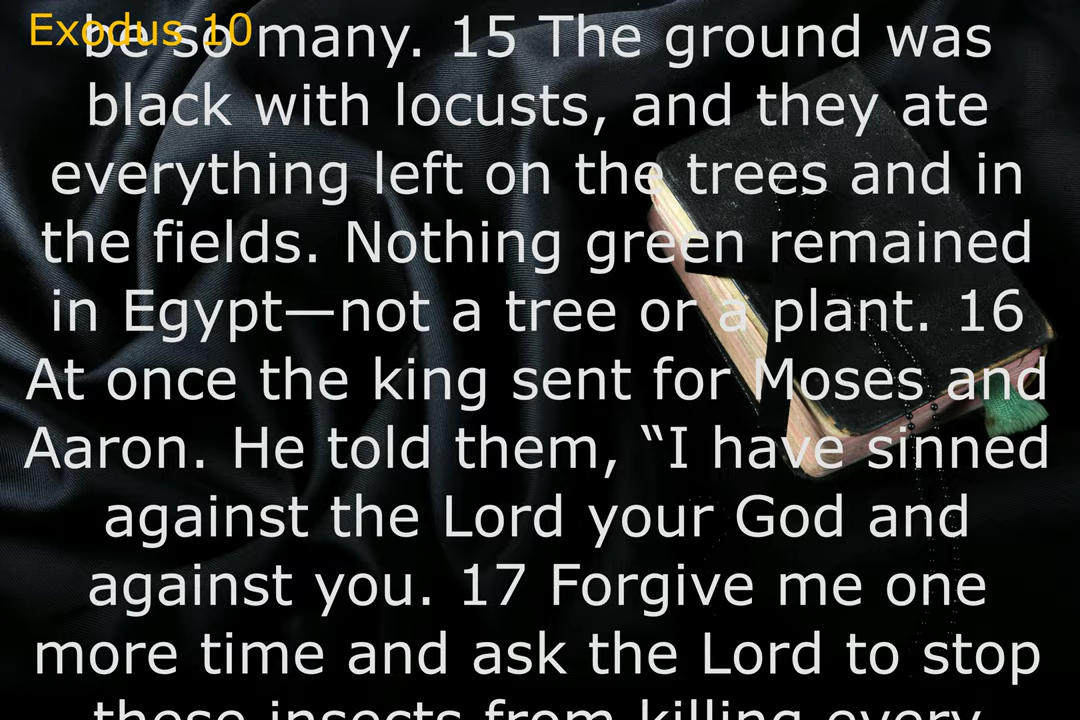 Exodus 10
be so many. 15 The ground was
black with locusts, and they ate
everything left on the trees and in
the fields. Nothing green remained
in Egypt—not a tree or a plant. 16
At once the king sent for Moses and
Aaron. He told them, “I have sinned
against the Lord your God and
against you. 17 Forgive me one
more time and ask the Lord to stop
these insects from killing every